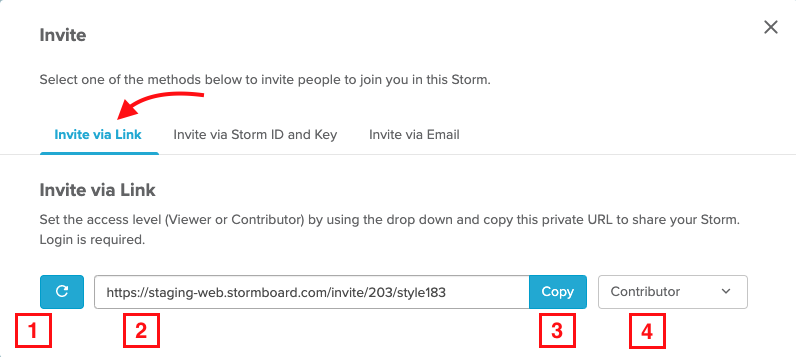 Invite
Select one of the methods below to invite people to join you in this Storm.
Invite via Link Invite via Storm ID and Key Invite via Email
Invite via Link
Set the access level (Viewer or Contributor) by using the drop down and copy this private URL to share your Storm.
Login is required.
https://staging-web.stormboard.com/invite/203/style183 Copy Contributor
1 2 3 4